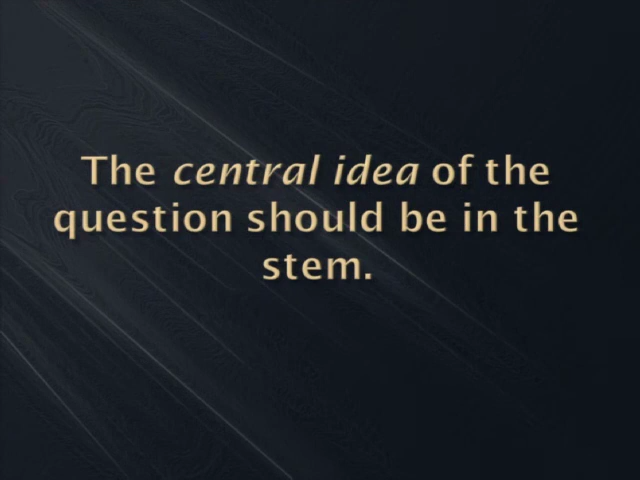 The central idea of the
question should be in the
stem.